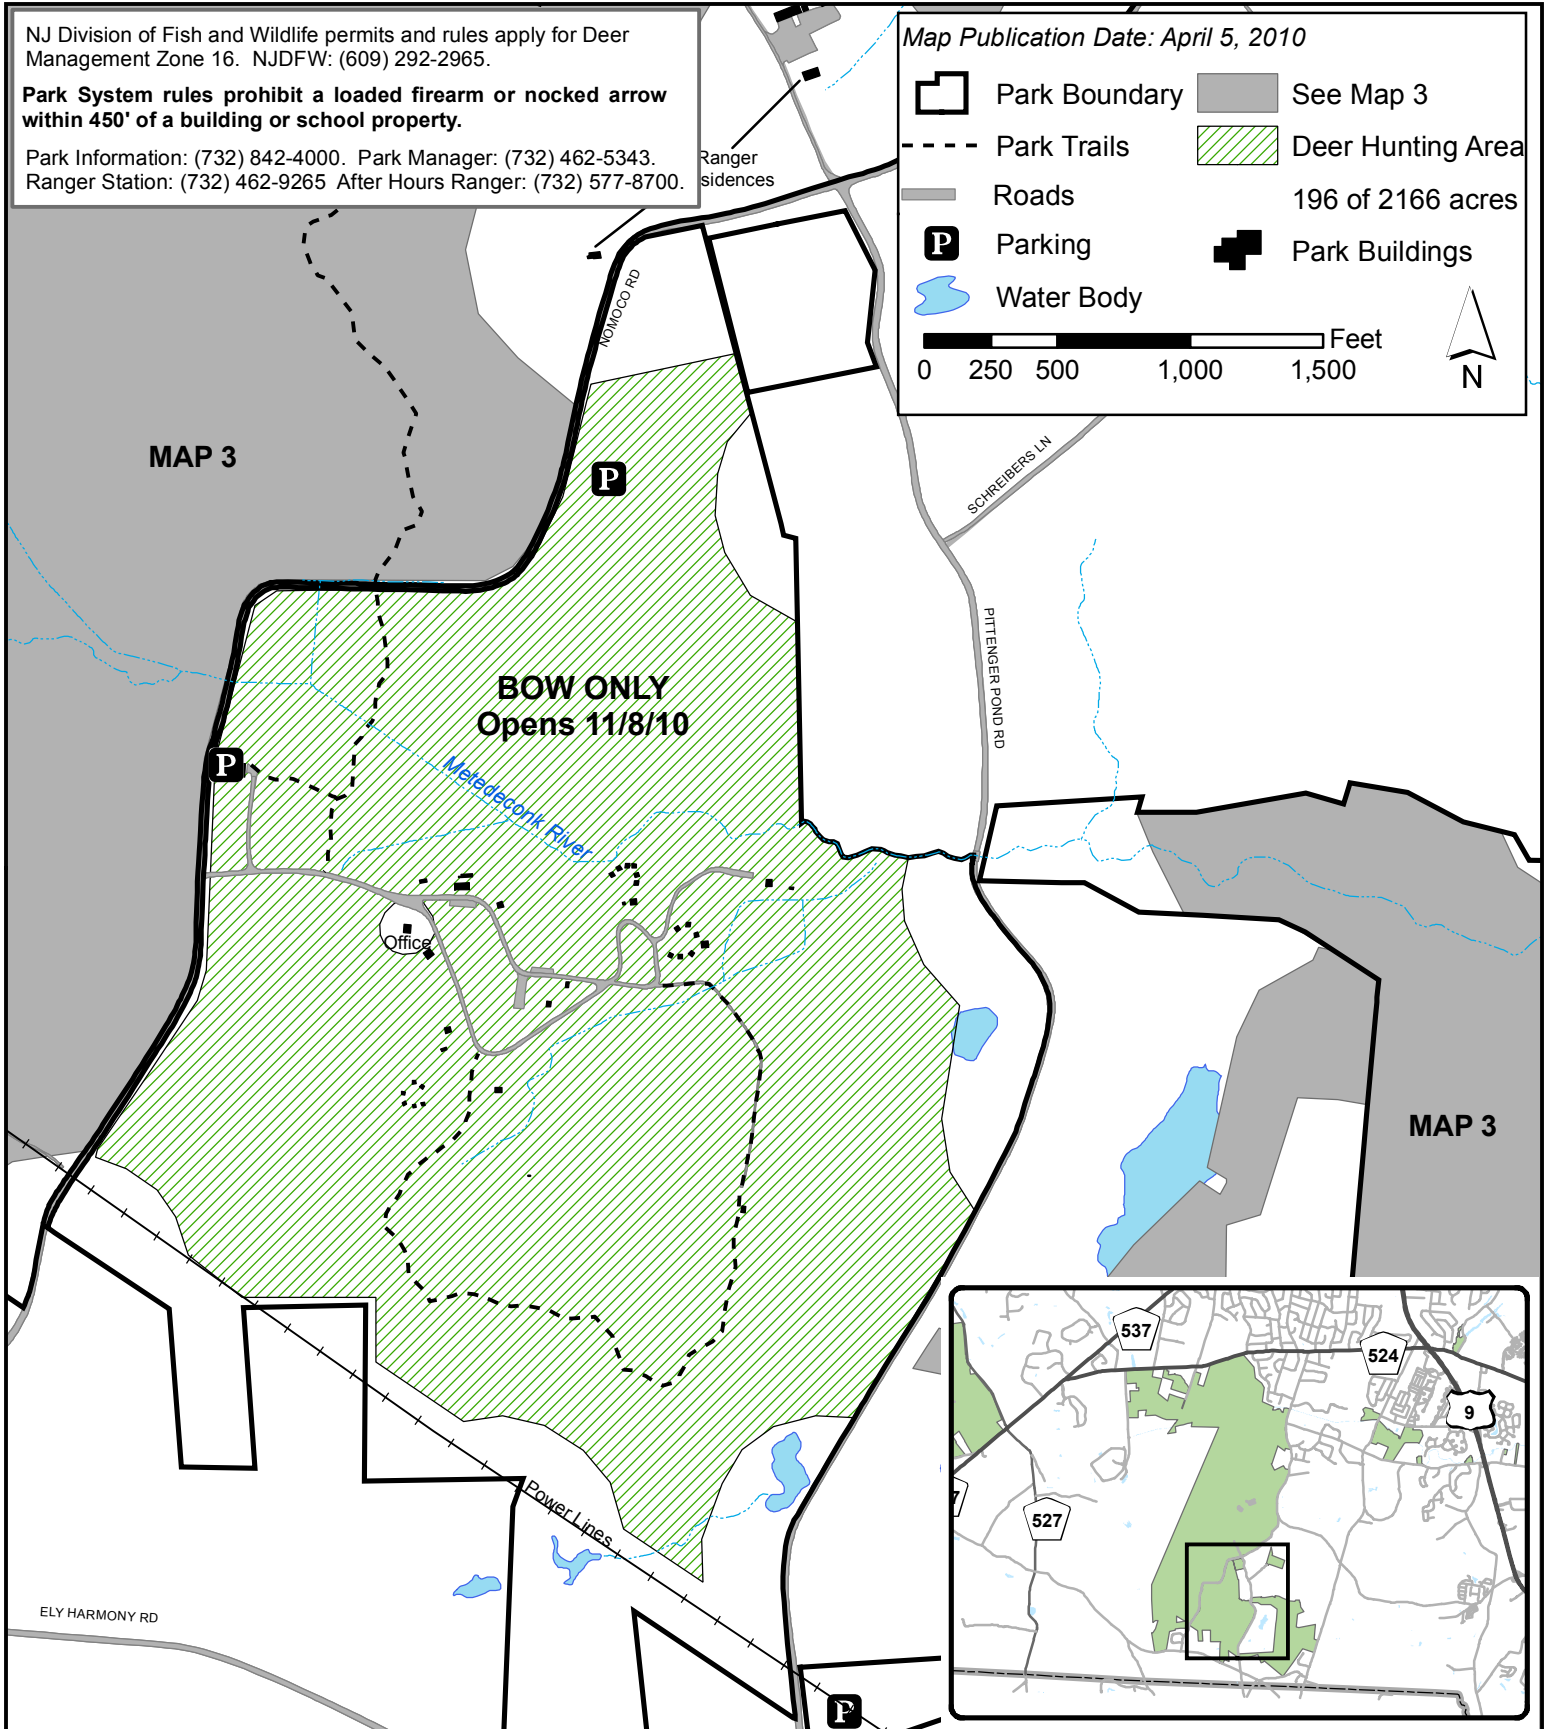 NJ Division of Fish and Wildlife permits and rules apply for Deer
Management Zone 16. NJDFW: (609) 292-2965.
Park System rules prohibit a loaded firearm or nocked arrow
within 450' of a building or school property.
Park Information: (732) 842-4000. Park Manager: (732) 462-5343.
Ranger Station: (732) 462-9265 After Hours Ranger: (732) 577-8700.
Ranger
sidences
Map Publication Date: April 5, 2010
Park Boundary
See Map 3
Park Trails
Deer Hunting Area
Roads
196 of 2166 acres
P
Parking
Park Buildings
Water Body
Feet
0 250 500 1,000 1,500
N
NOMOCO RD
MAP 3
P
SCHREIBERS LN
PITTENGER POND RD
BOW ONLY
Opens 11/8/10
P
Metedeconk River
Office
MAP 3
Power Lines
ELY HARMONY RD
P
537
524
9
7
527